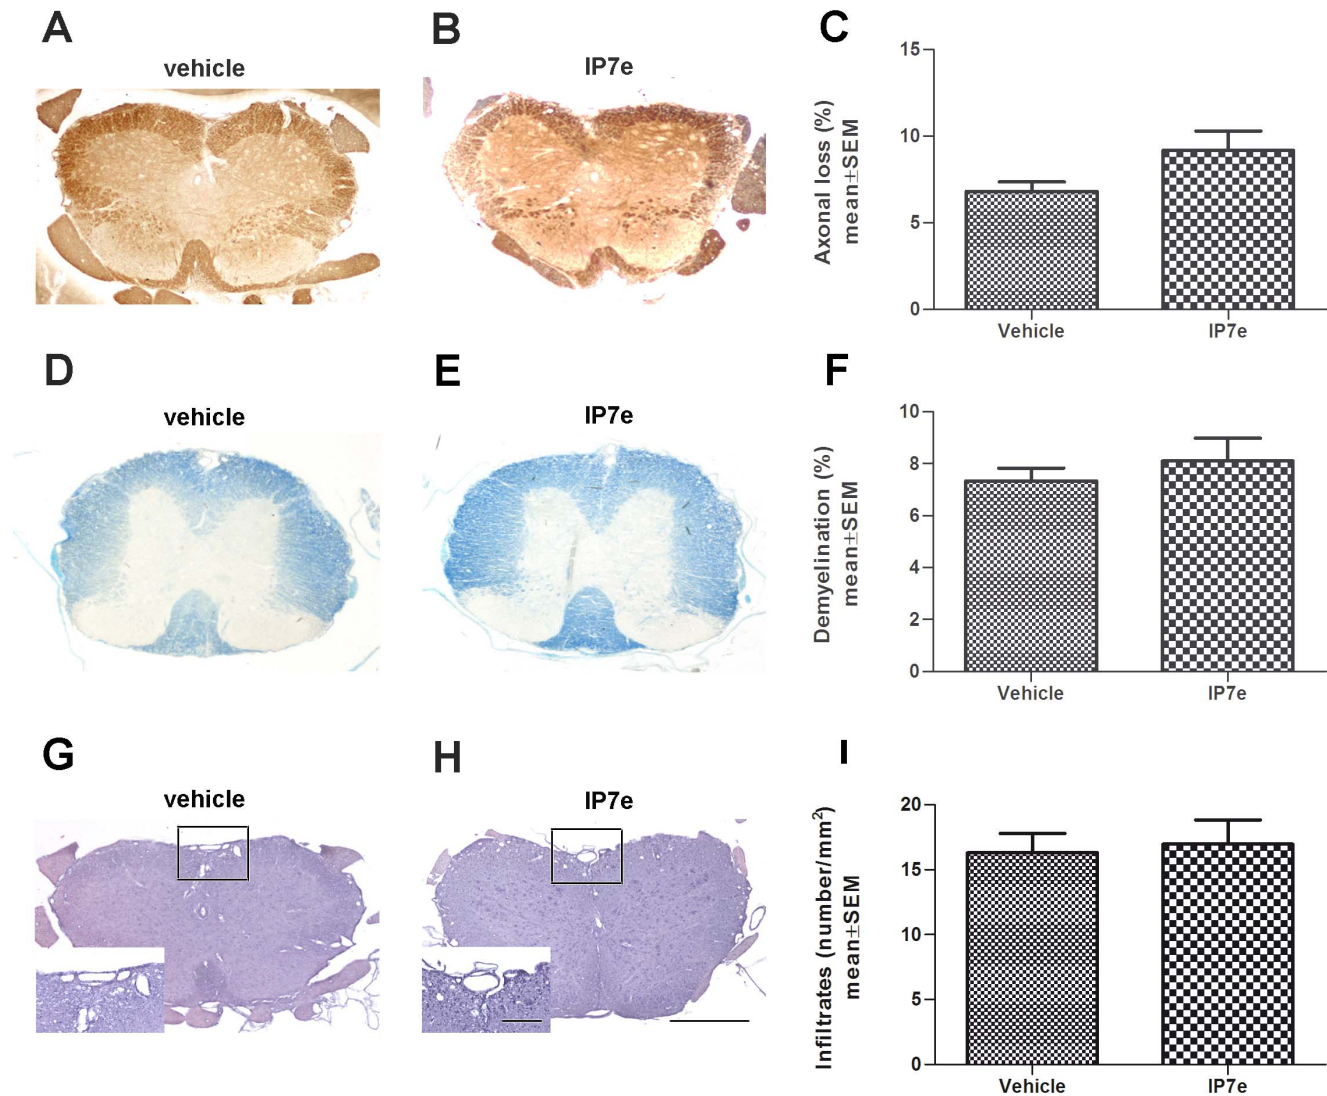 A
vehicle
B
IP7e
C
Axonal loss (%)
mean±SEM
15
10
5
0
Vehicle
IP7e
D
vehicle
E
IP7e
F
Demyelination (%)
mean±SEM
10
8
6
4
2
0
Vehicle
IP7e
G
vehicle
H
IP7e
I
Infiltrates (number/mm²)
mean±SEM
20
15
10
5
0
Vehicle
IP7e